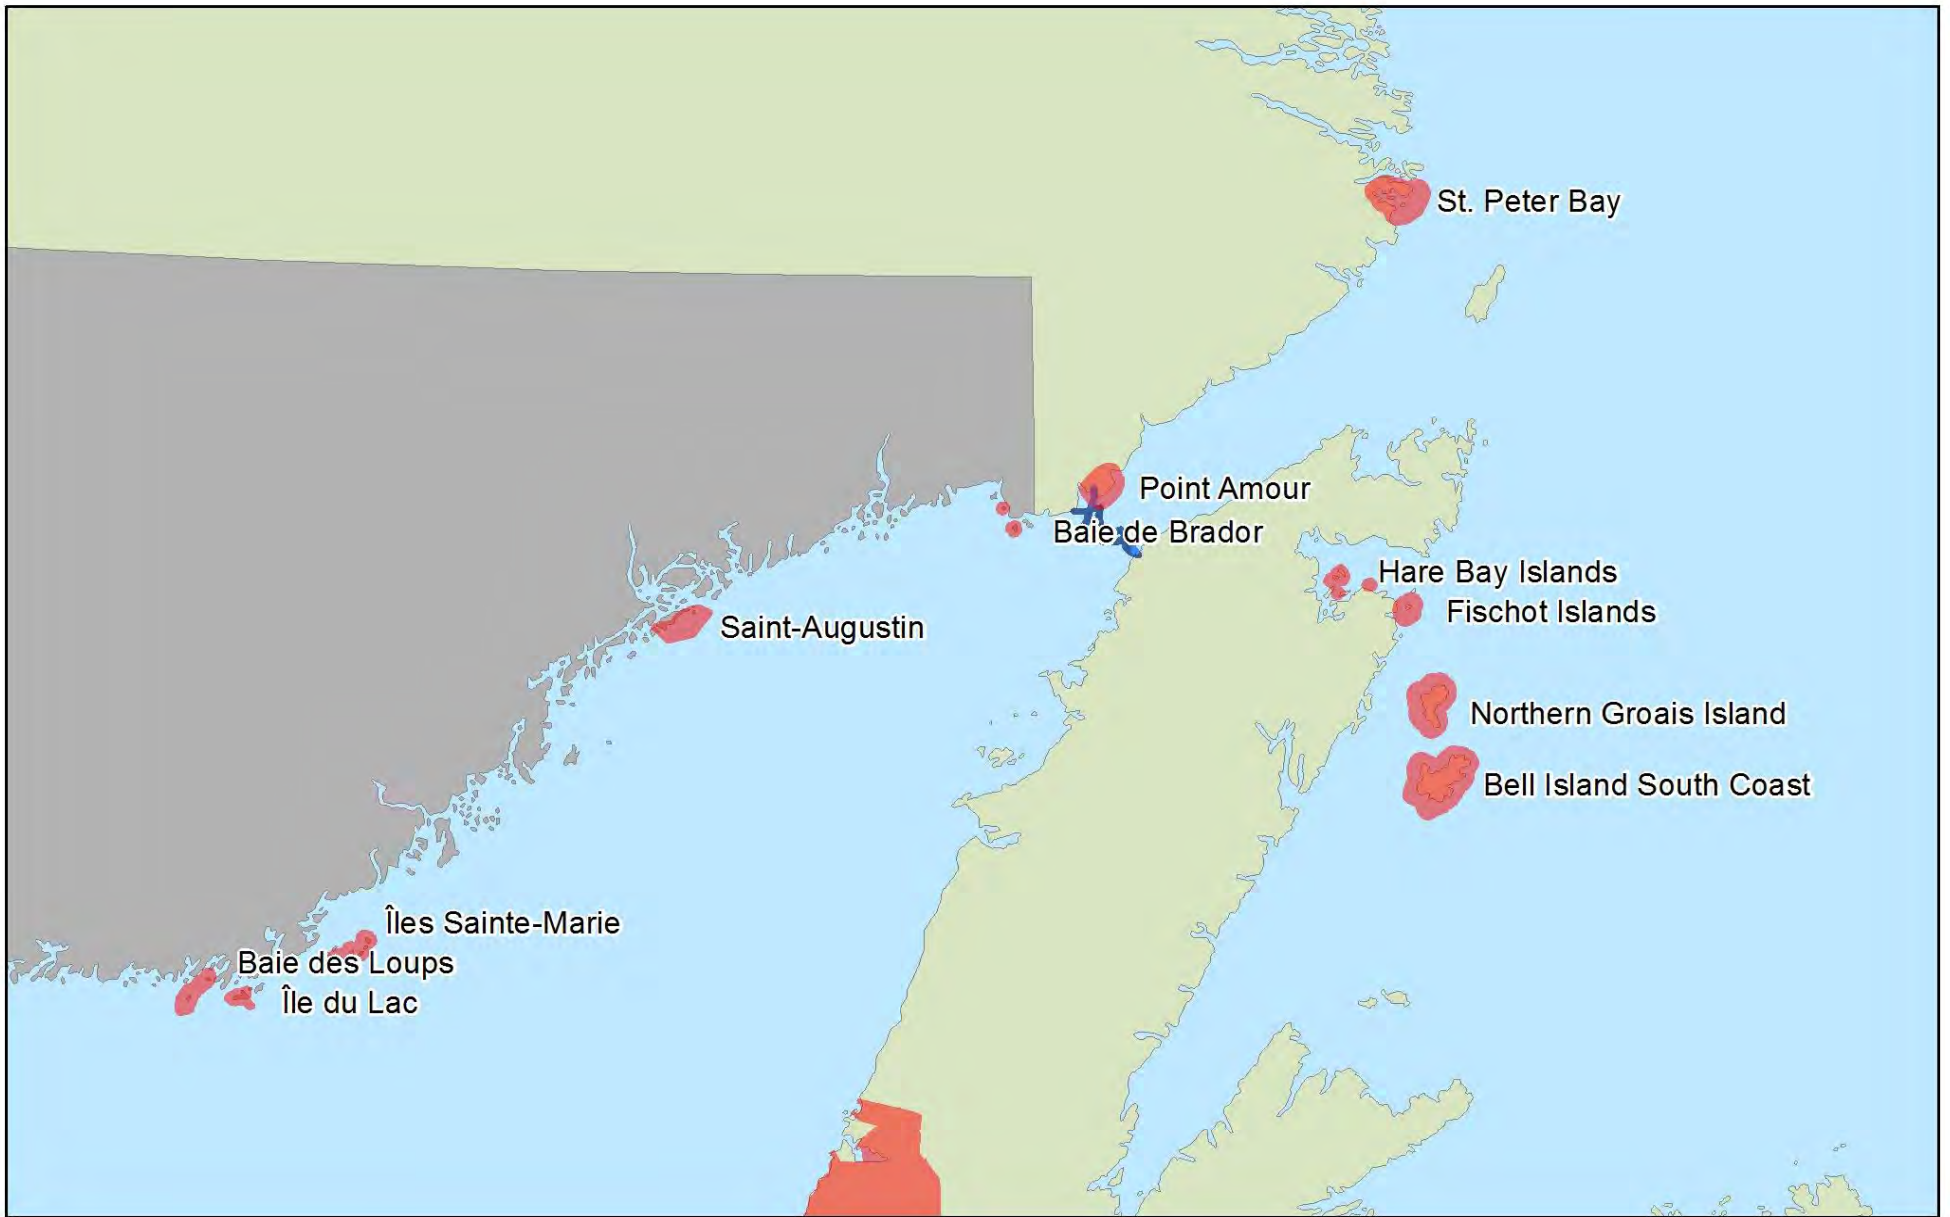 St. Peter Bay
Point Amour
Baie de Brador
Hare Bay Islands
Fischot Islands
Saint-Augustin
Northern Groais Island
Bell Island South Coast
Îles Sainte-Marie
Baie des Loups
Île du Lac